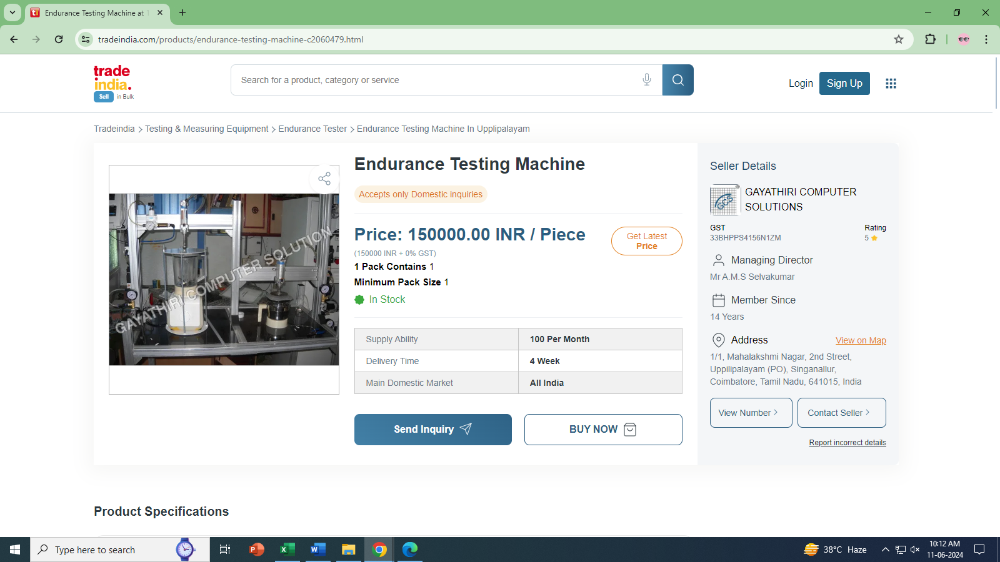 Endurance Testing Machine at
tradeindia.com/products/endurance-testing-machine-c2060479.html
trade
india.
Sell in Bulk
Search for a product, category or service
Login
Sign Up
Tradeindia > Testing & Measuring Equipment > Endurance Tester > Endurance Testing Machine In Upplipalayam
GAYATHIRI COMPUTER SOLUTION
Endurance Testing Machine
Accepts only Domestic inquiries
Price: 150000.00 INR / Piece
Get Latest
Price
(150000 INR + 0% GST)
1 Pack Contains 1
Minimum Pack Size 1
In Stock
Supply Ability 100 Per Month
Delivery Time 4 Week
Main Domestic Market All India
Send Inquiry
BUY NOW
Seller Details
GCS
GAYATHIRI COMPUTER
SOLUTIONS
GST Rating
33BHPPS4156N1ZM 5
Managing Director
Mr A.M.S Selvakumar
Member Since
14 Years
Address View on Map
1/1, Mahalakshmi Nagar, 2nd Street,
Uppilipalayam (PO), Singanallur,
Coimbatore, Tamil Nadu, 641015, India
View Number >
Contact Seller >
Report incorrect details
Product Specifications
Type here to search
38°C Haze
10:12 AM
11-06-2024